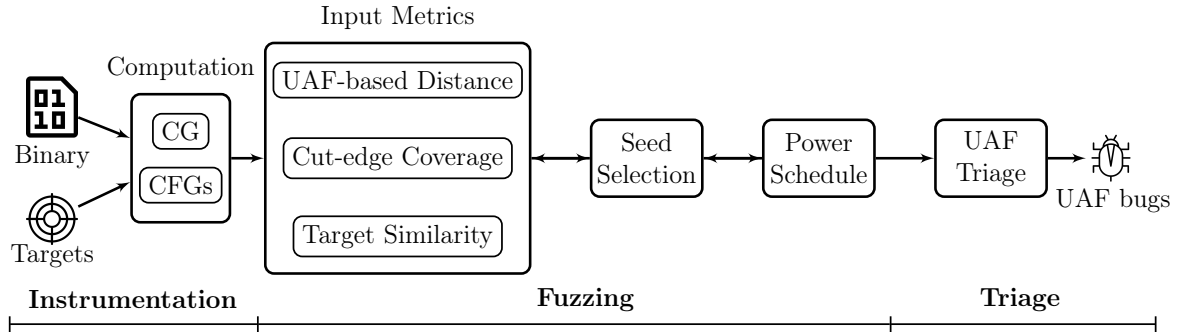 Input Metrics
Computation
UAF-based Distance
0110
Binary
CG
CFGs
Cut-edge Coverage
Seed
Selection
Power
Schedule
UAF
Triage
UAF bugs
Targets
Target Similarity
Instrumentation
Fuzzing
Triage